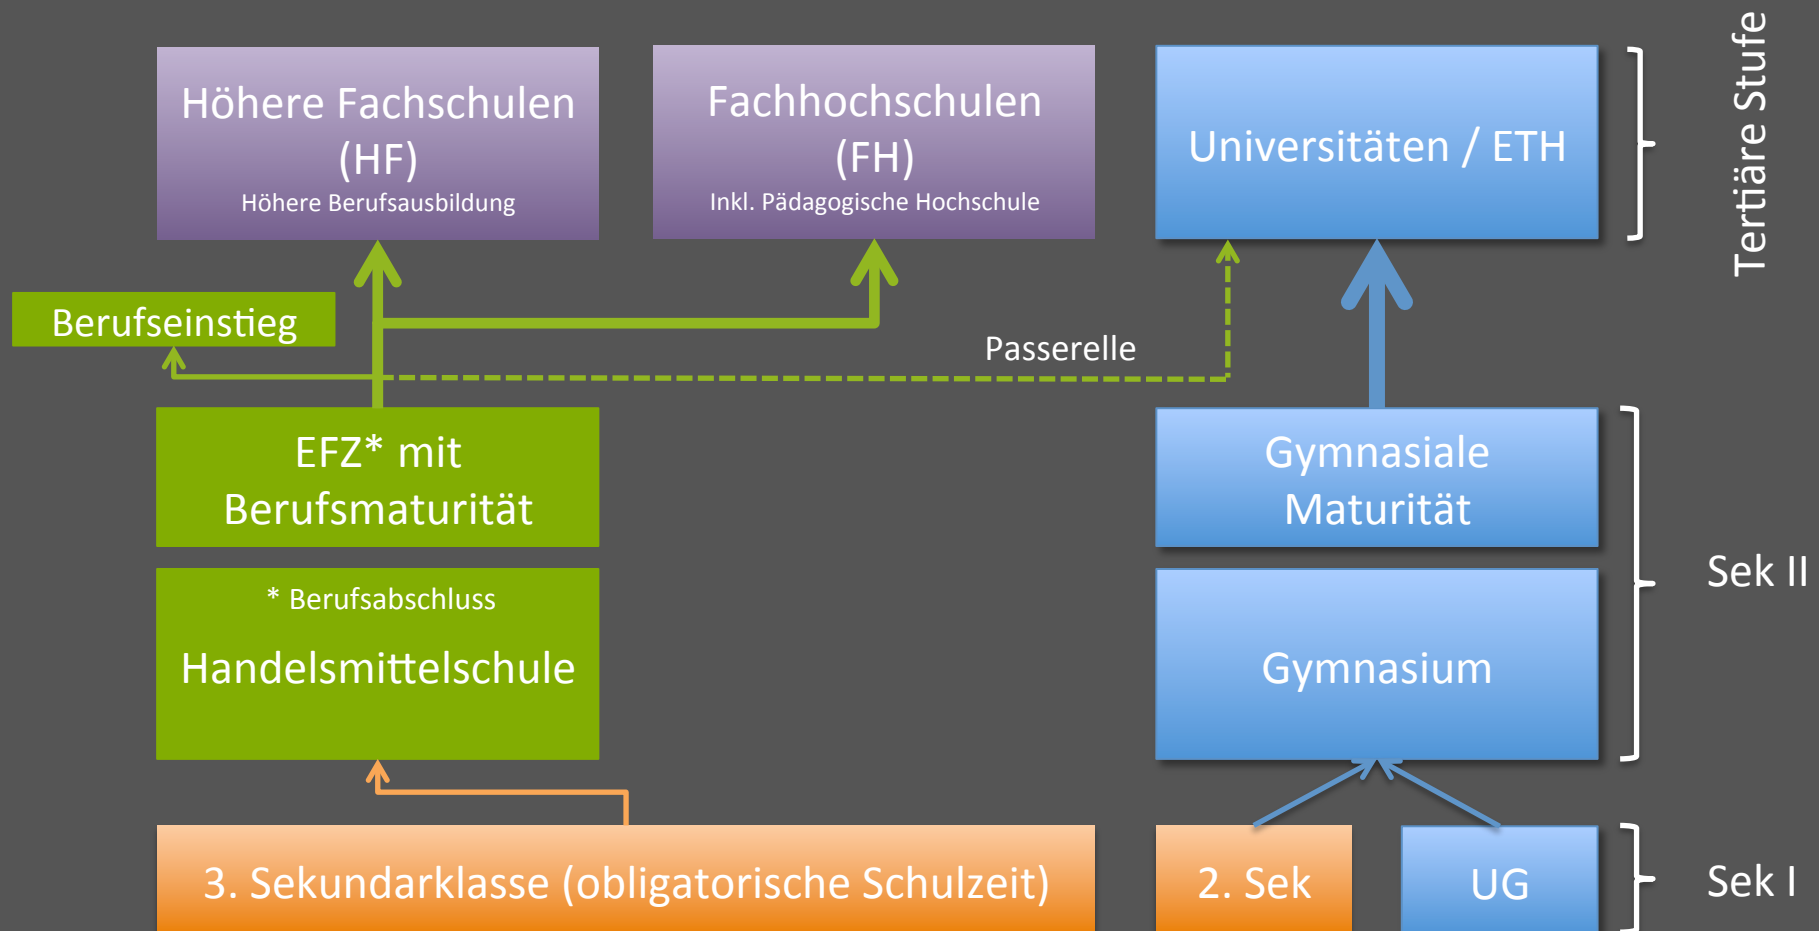 Höhere Fachschulen
(HF)
Höhere Berufsausbildung
Fachhochschulen
(FH)
Inkl. Pädagogische Hochschule
Universitäten / ETH
Tertiäre Stufe
Berufseinstieg
Passerelle
EFZ* mit
Berufsmaturität
Gymnasiale
Maturität
* Berufsabschluss
Handelsmittelschule
Gymnasium
Sek II
3. Sekundarklasse (obligatorische Schulzeit)
2. Sek
UG
Sek I